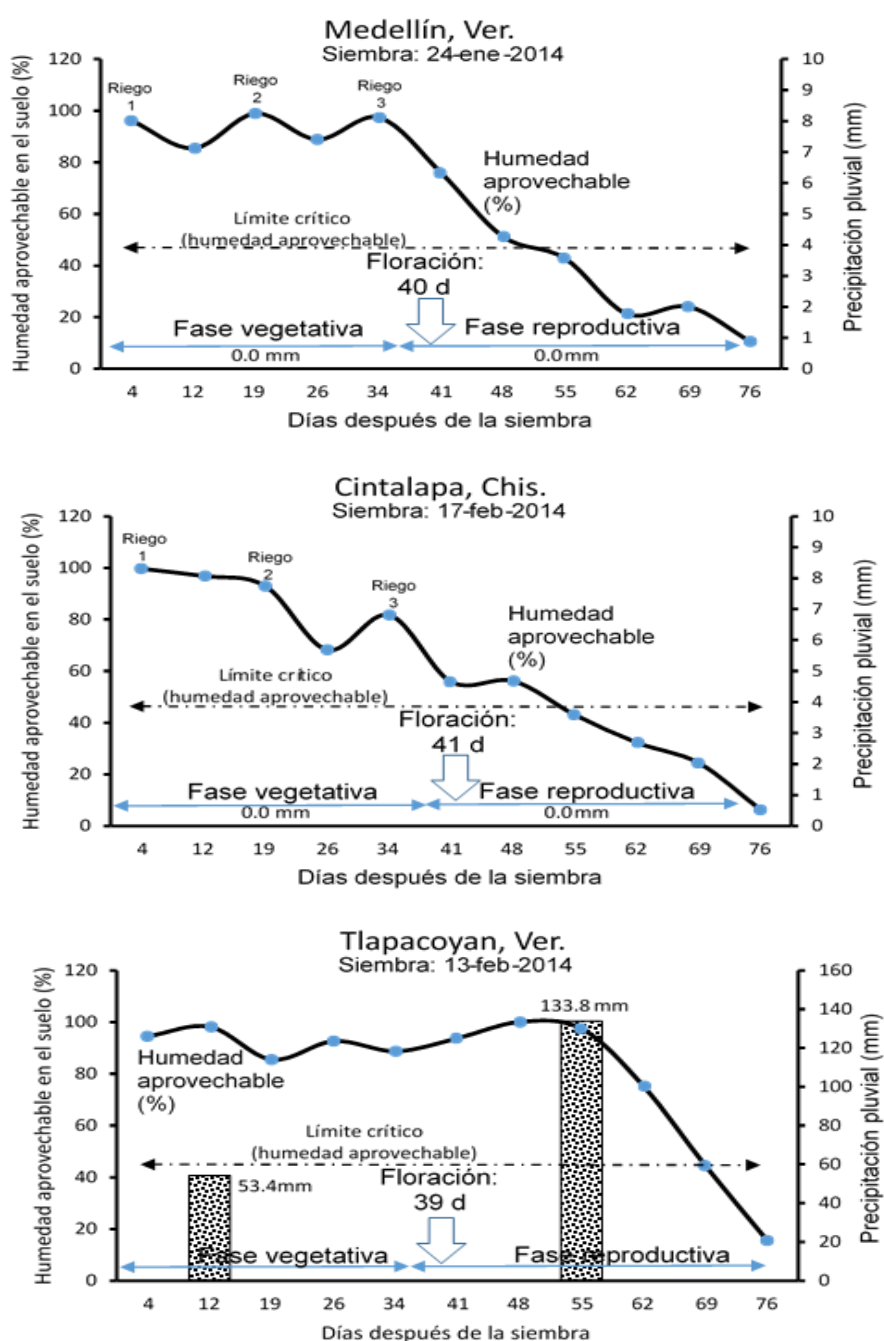 Medellín, Ver.
Siembra: 24-ene-2014
Humedad aprovechable en el suelo (%)
120
100
80
60
40
20
0
Riego
1
Riego
2
Riego
3
Humedad
aprovechable
(%)
Límite crítico
(humedad aprovechable)
Floración:
40 d
Fase vegetativa
Fase reproductiva
0.0 mm
0.0mm
10
9
8
7
6
5
4
3
2
1
0
Precipitación pluvial (mm)
4 12 19 26 34 41 48 55 62 69 76
Días después de la siembra
Cintalapa, Chis.
Siembra: 17-feb-2014
Humedad aprovechable en el suelo (%)
120
100
80
60
40
20
0
Riego
1
Riego
2
Riego
3
Humedad
aprovechable
(%)
Límite crítico
(humedad aprovechable)
Floración:
41 d
Fase vegetativa
Fase reproductiva
0.0 mm
0.0mm
10
9
8
7
6
5
4
3
2
1
0
Precipitación pluvial (mm)
4 12 19 26 34 41 48 55 62 69 76
Días después de la siembra
Tlapacoyan, Ver.
Siembra: 13-feb-2014
Humedad aprovechable en el suelo (%)
120
100
80
60
40
20
0
133.8 mm
Humedad
aprovechable
(%)
Límite crítico
(humedad aprovechable)
53.4mm
Floración:
39 d
Fase vegetativa
Fase reproductiva
160
140
120
100
80
60
40
20
0
Precipitación pluvial (mm)
4 12 19 26 34 41 48 55 62 69 76
Días después de la siembra